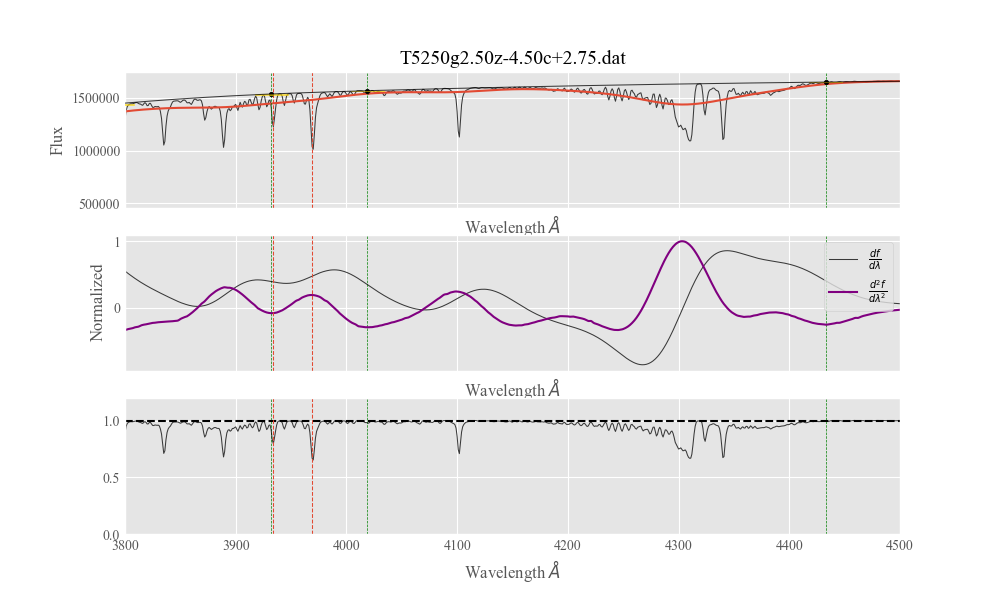 T5250g2.50z-4.50c+2.75.dat
1500000
1000000
500000
Flux
Wavelength Å
1
0
Normalized
df
dλ
d²f
dλ²
Wavelength Å
1.0
0.5
0.0
3800 3900 4000 4100 4200 4300 4400 4500
Wavelength Å